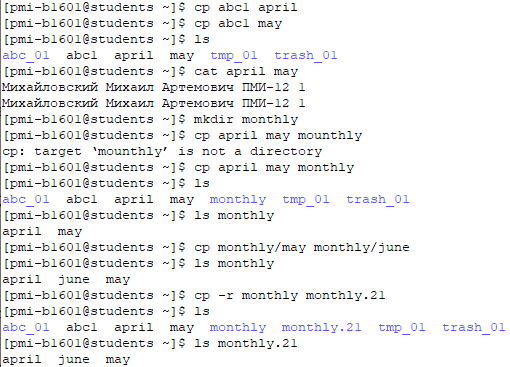 [pmi-b1601@students ~]$ cp abc1 april
[pmi-b1601@students ~]$ cp abc1 may
[pmi-b1601@students ~]$ ls
abc_01  abc1  april  may  tmp_01  trash_01
[pmi-b1601@students ~]$ cat april may
Михайловский Михаил Артемович ПМИ-12 1
Михайловский Михаил Артемович ПМИ-12 1
[pmi-b1601@students ~]$ mkdir monthly
[pmi-b1601@students ~]$ cp april may mounthly
cp: target ‘mounthly’ is not a directory
[pmi-b1601@students ~]$ cp april may monthly
[pmi-b1601@students ~]$ ls
abc_01  abc1  april  may  monthly  tmp_01  trash_01
[pmi-b1601@students ~]$ ls monthly
april  may
[pmi-b1601@students ~]$ cp monthly/may monthly/june
[pmi-b1601@students ~]$ ls monthly
april  june  may
[pmi-b1601@students ~]$ cp -r monthly monthly.21
[pmi-b1601@students ~]$ ls
abc_01  abc1  april  may  monthly  monthly.21  tmp_01  trash_01
[pmi-b1601@students ~]$ ls monthly.21
april  june  may